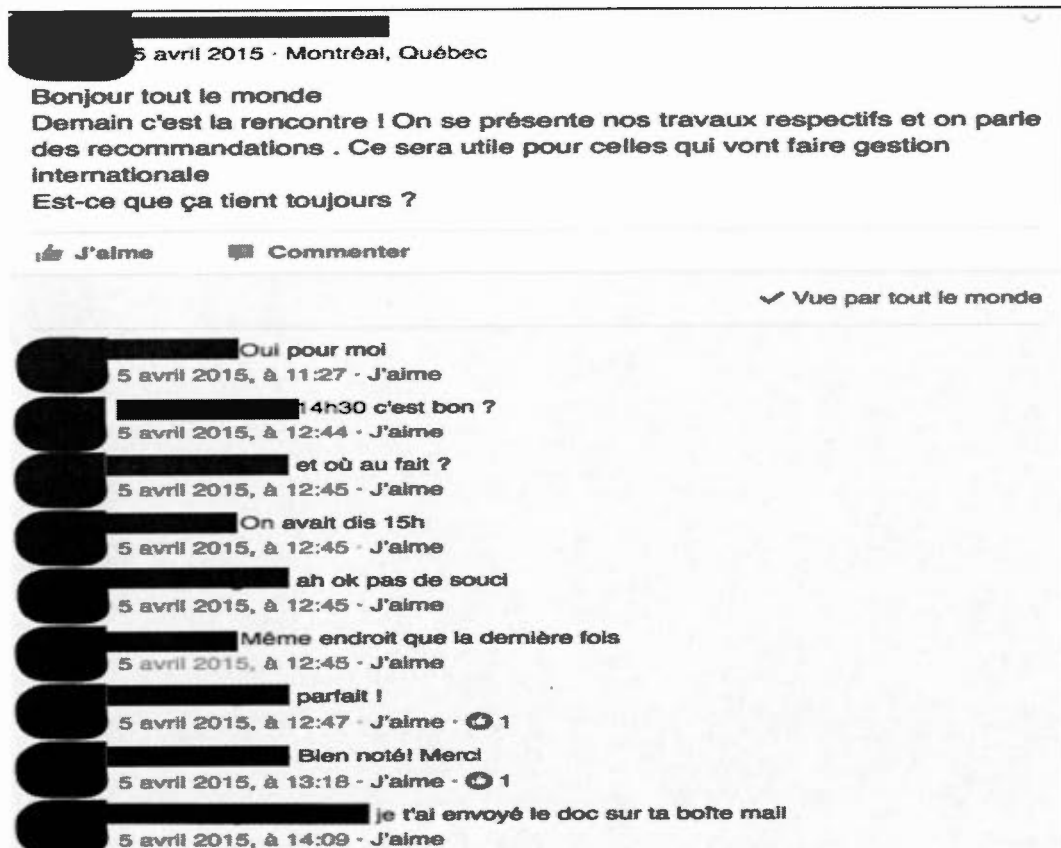 5 avril 2015 · Montréal, Québec
Bonjour tout le monde
Demain c'est la rencontre ! On se présente nos travaux respectifs et on parle
des recommandations . Ce sera utile pour celles qui vont faire gestion
internationale
Est-ce que ça tient toujours ?
J'aime Commenter
✓ Vue par tout le monde
Oui pour moi
5 avril 2015, à 11:27 · J'aime
14h30 c'est bon ?
5 avril 2015, à 12:44 · J'aime
et où au fait ?
5 avril 2015, à 12:45 · J'aime
On avait dis 15h
5 avril 2015, à 12:45 · J'aime
ah ok pas de souci
5 avril 2015, à 12:45 · J'aime
Même endroit que la dernière fois
5 avril 2015, à 12:45 · J'aime
parfait !
5 avril 2015, à 12:47 · J'aime · 1
Bien noté! Merci
5 avril 2015, à 13:18 · J'aime · 1
je t'ai envoyé le doc sur ta boîte mail
5 avril 2015, à 14:09 · J'aime